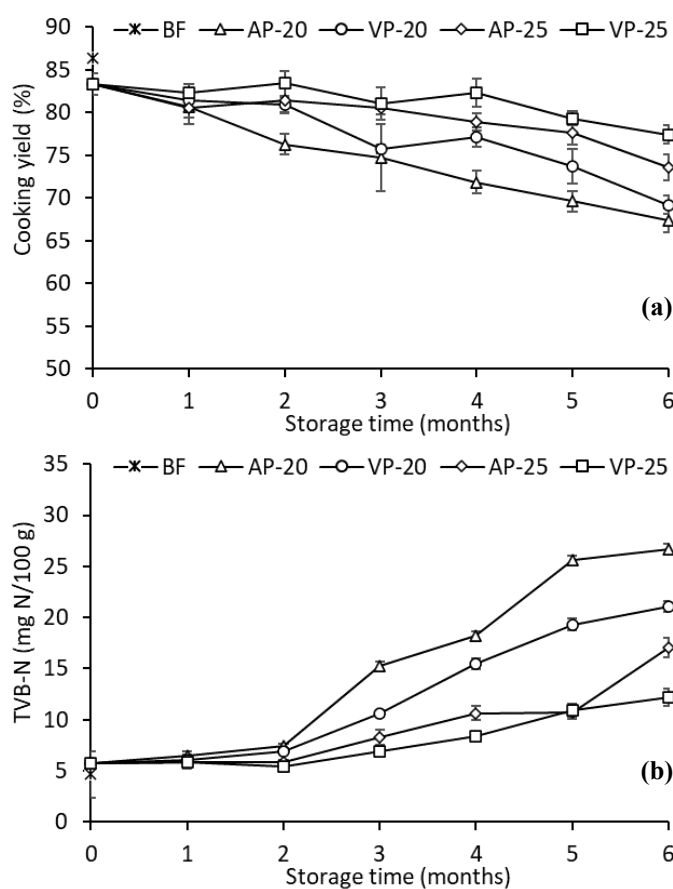 BF AP-20 VP-20 AP-25 VP-25
Cooking yield (%)
90
85
80
75
70
65
60
55
50
(a)
0 1 2 3 4 5 6
Storage time (months)
BF AP-20 VP-20 AP-25 VP-25
TVB-N (mg N/100 g)
35
30
25
20
15
10
5
0
(b)
0 1 2 3 4 5 6
Storage time (months)